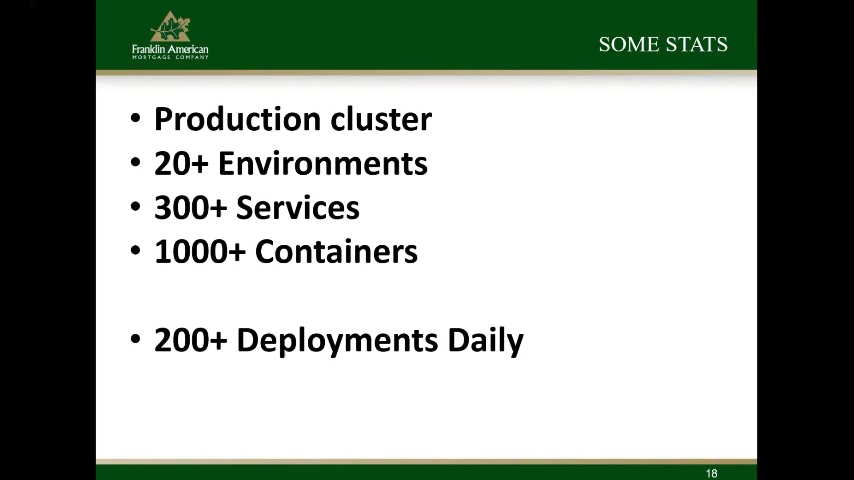 Franklin American
MORTGAGE COMPANY
SOME STATS
• Production cluster
• 20+ Environments
• 300+ Services
• 1000+ Containers
• 200+ Deployments Daily
18